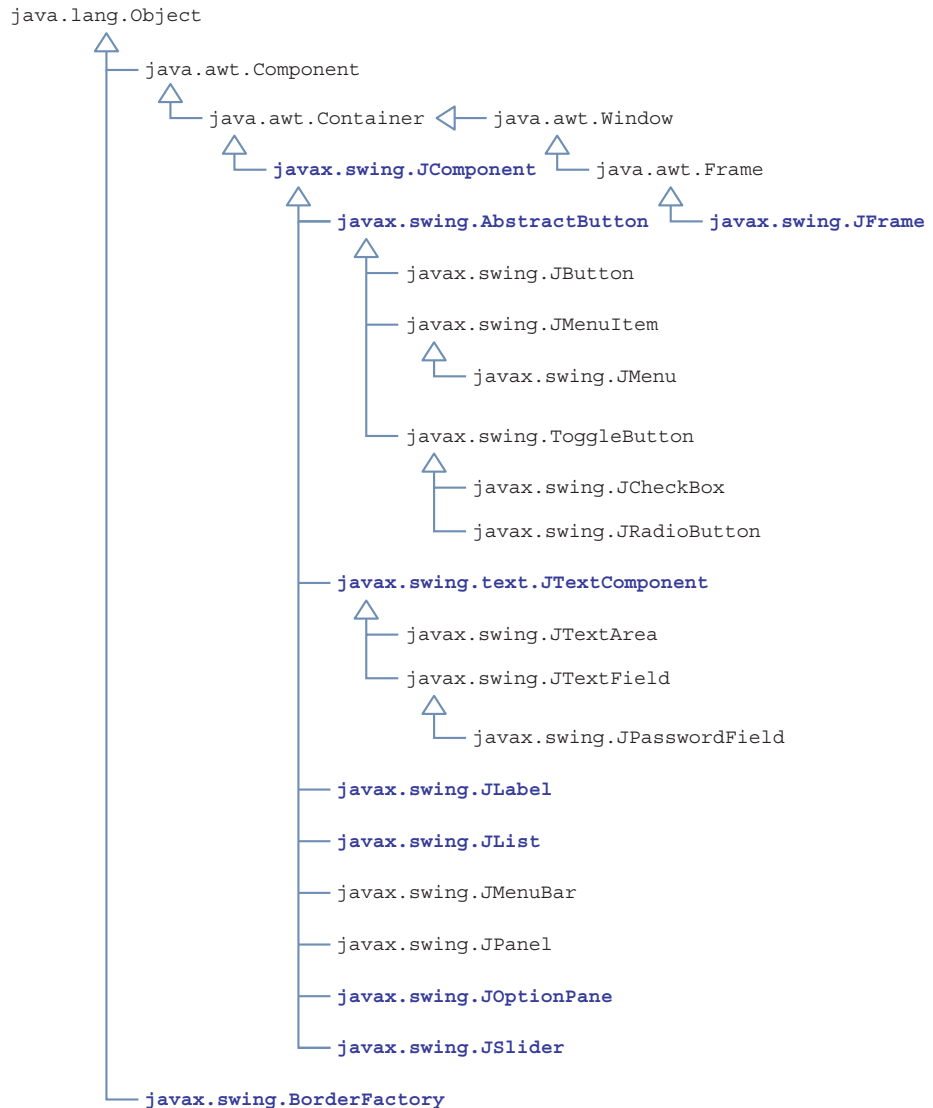 java.lang.Object
java.awt.Component
java.awt.Container java.awt.Window
javax.swing.JComponent java.awt.Frame
javax.swing.AbstractButton javax.swing.JFrame
javax.swing.JButton
javax.swing.JMenuItem
javax.swing.JMenu
javax.swing.ToggleButton
javax.swing.JCheckBox
javax.swing.JRadioButton
javax.swing.text.JTextComponent
javax.swing.JTextArea
javax.swing.JTextField
javax.swing.JPasswordField
javax.swing.JLabel
javax.swing.JList
javax.swing.JMenuBar
javax.swing.JPanel
javax.swing.JOptionPane
javax.swing.JSlider
javax.swing.BorderFactory